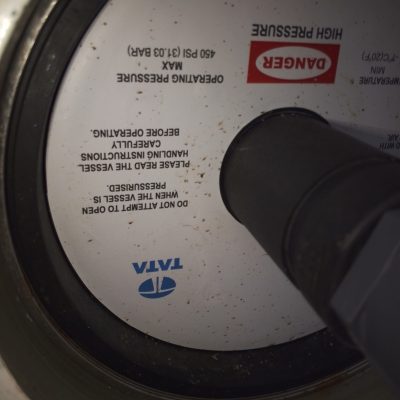 TATA
DO NOT ATTEMPT TO OPEN
WHEN THE VESSEL IS
PRESSURISED.
PLEASE READ THE VESSEL
HANDLING INSTRUCTIONS
CAREFULLY
BEFORE OPERATING.
OPERATING PRESSURE
MAX
450 PSI (31.03 BAR)
DANGER
HIGH PRESSURE
MIN